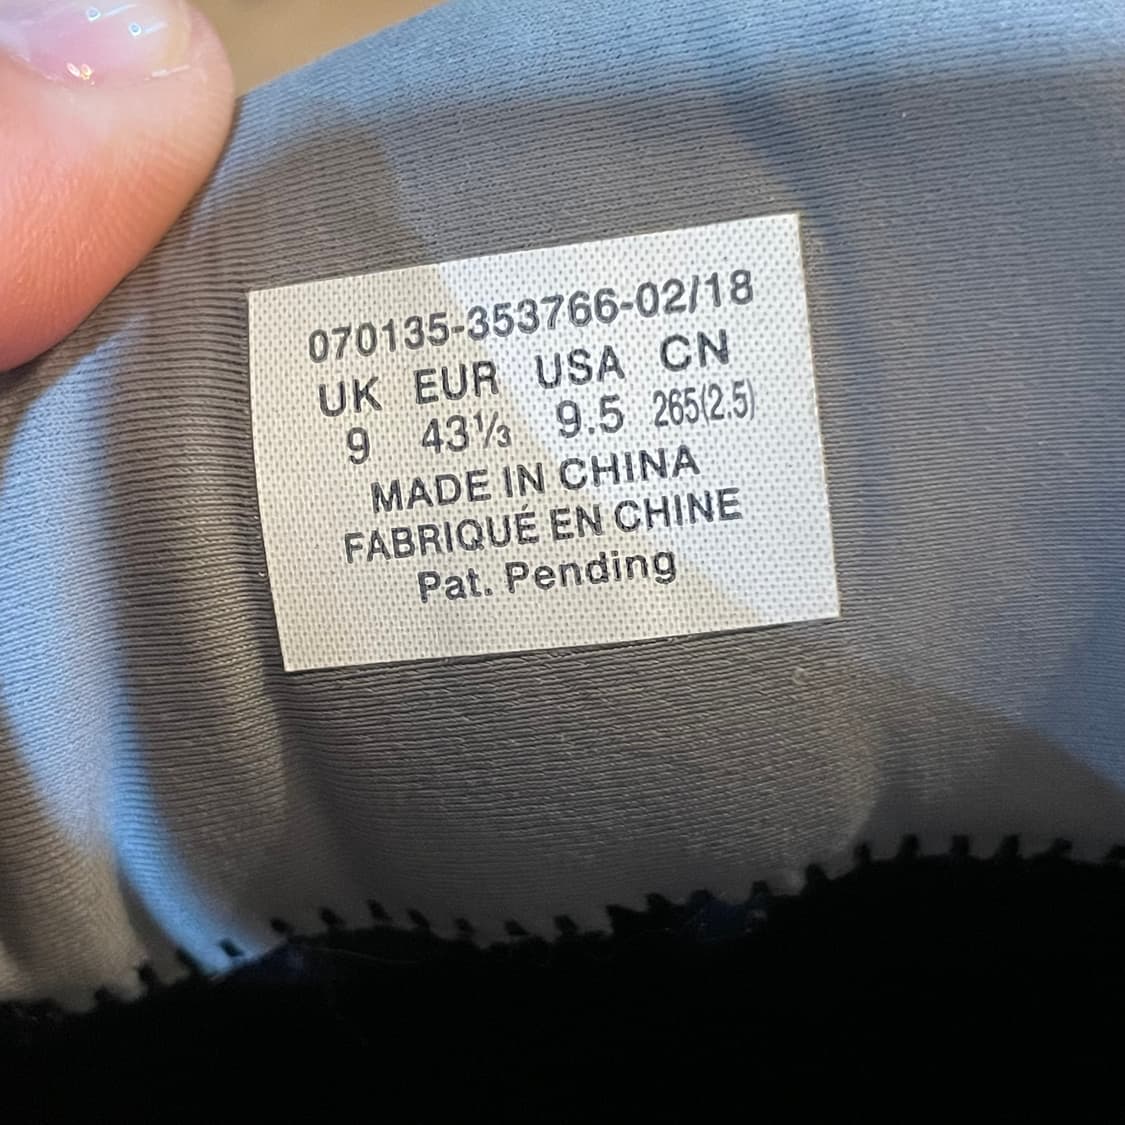 070135-353766-02/18
UK EUR USA CN
9 43⅓ 9.5 265(2.5)
MADE IN CHINA
FABRIQUÉ EN CHINE
Pat. Pending